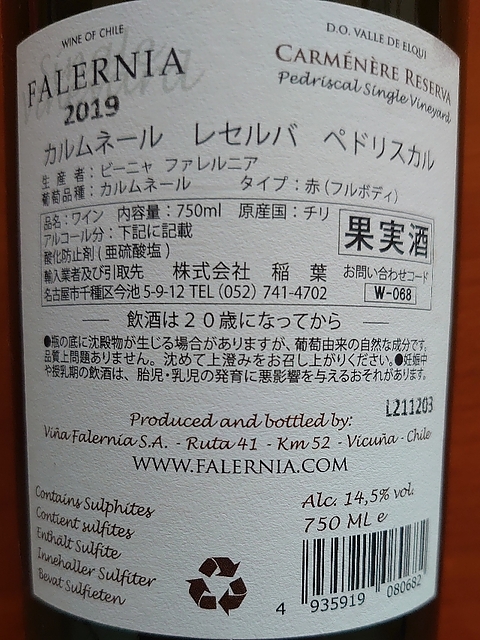 WINE OF CHILE
FALERNIA
2019
D.O. VALLE DE ELQUI
CARMÉNÈRE RESERVA
Pedriscal Single Vineyard
カルムネール レセルバ ペドリスカル
生産者：ビーニャ ファレルニア
葡萄品種：カルムネール タイプ：赤（フルボディ）
品名：ワイン 内容量：750ml 原産国：チリ
アルコール分：下記に記載
酸化防止剤（亜硫酸塩）
果実酒
輸入業者及び引取先 株式会社 稲葉
名古屋市千種区今池5-9-12 TEL（052）741-4702
お問い合わせコード
W-068
飲酒は２０歳になってから
●瓶の底に沈殿物が生じる場合がありますが、葡萄由来の自然な成分です。
品質上問題ありません。沈めて上澄みをお召し上がりください。●妊娠中
や授乳期の飲酒は、胎児・乳児の発育に悪影響を与えるおそれがあります。
L211203
Produced and bottled by:
Viña Falernia S.A. - Ruta 41 - Km 52 - Vicuña - Chile
WWW.FALERNIA.COM
Contains Sulphites
Contient sulfites
Enthält Sulfite
Innehaller Sulfiter
Bevat Sulfieten
Alc. 14,5% vol.
750 ML e
4 935919 080682